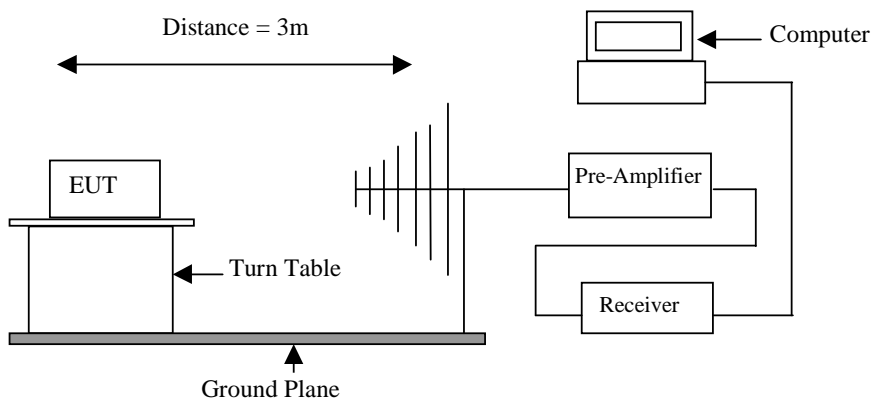 Distance = 3m
Computer
EUT
Pre-Amplifier
Turn Table
Receiver
Ground Plane